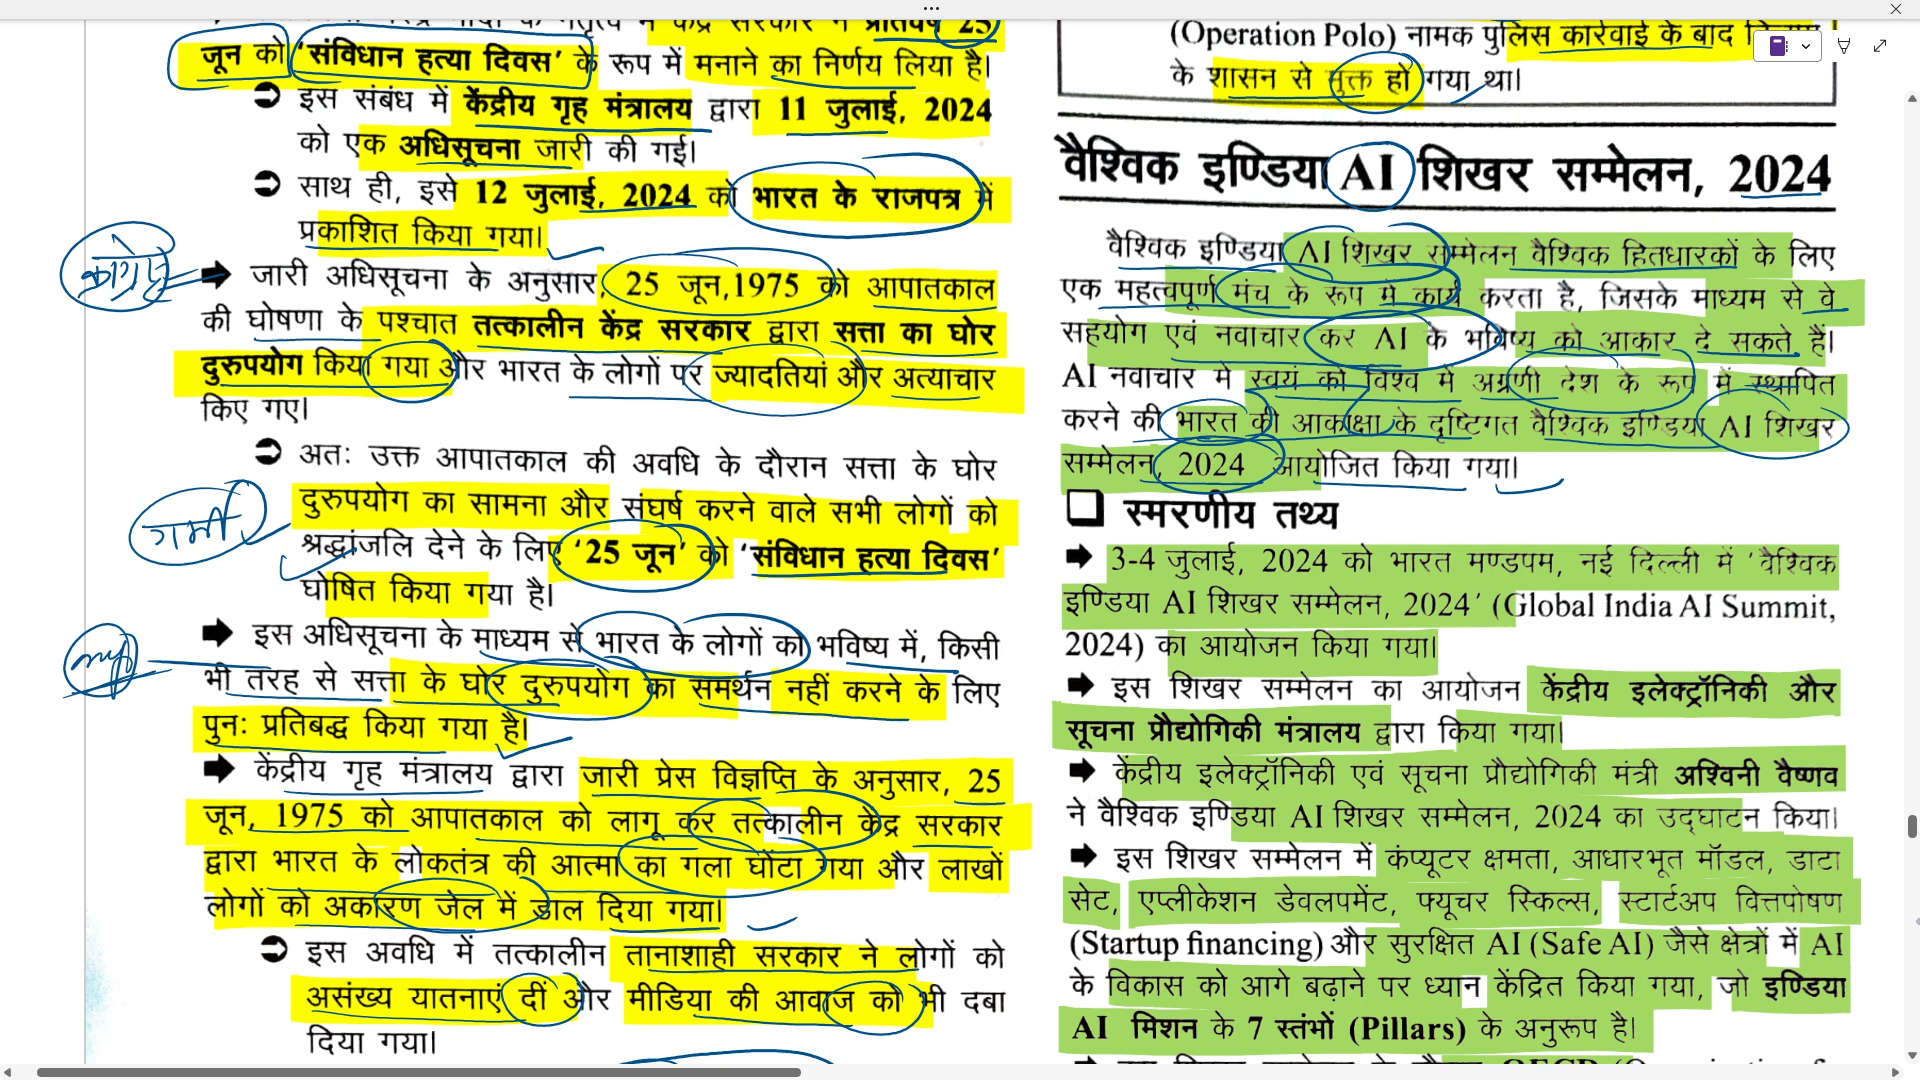 जून को 'संविधान हत्या दिवस' के रूप में मनाने का निर्णय लिया है।
इस संबंध में केंद्रीय गृह मंत्रालय द्वारा 11 जुलाई, 2024
को एक अधिसूचना जारी की गई।
साथ ही, इसे 12 जुलाई, 2024 को भारत के राजपत्र में
प्रकाशित किया गया।
जारी अधिसूचना के अनुसार, 25 जून,1975 को आपातकाल
की घोषणा के पश्चात तत्कालीन केंद्र सरकार द्वारा सत्ता का घोर
दुरुपयोग किया गया और भारत के लोगों पर ज्यादतियां और अत्याचार
किए गए।
अतः उक्त आपातकाल की अवधि के दौरान सत्ता के घोर
दुरुपयोग का सामना और संघर्ष करने वाले सभी लोगों को
श्रद्धांजलि देने के लिए '25 जून' को 'संविधान हत्या दिवस'
घोषित किया गया है।
इस अधिसूचना के माध्यम से भारत के लोगों को भविष्य में, किसी
भी तरह से सत्ता के घोर दुरुपयोग का समर्थन नहीं करने के लिए
पुनः प्रतिबद्ध किया गया है।
केंद्रीय गृह मंत्रालय द्वारा जारी प्रेस विज्ञप्ति के अनुसार, 25
जून, 1975 को आपातकाल को लागू कर तत्कालीन केंद्र सरकार
द्वारा भारत के लोकतंत्र की आत्मा का गला घोंटा गया और लाखों
लोगों को अकारण जेल में डाल दिया गया।
इस अवधि में तत्कालीन तानाशाही सरकार ने लोगों को
असंख्य यातनाएं दीं और मीडिया की आवाज को भी दबा
दिया गया।
(Operation Polo) नामक पुलिस कार्रवाई के बाद
के शासन से मुक्त हो गया था।
वैश्विक इण्डिया AI शिखर सम्मेलन, 2024
वैश्विक इण्डिया AI शिखर सम्मेलन वैश्विक हितधारकों के लिए
एक महत्वपूर्ण मंच के रूप में कार्य करता है, जिसके माध्यम से वे
सहयोग एवं नवाचार कर AI के भविष्य को आकार दे सकते हैं।
AI नवाचार में स्वयं को विश्व में अग्रणी देश के रूप में स्थापित
करने की भारत की आकांक्षा के दृष्टिगत वैश्विक इण्डिया AI शिखर
सम्मेलन, 2024 आयोजित किया गया।
स्मरणीय तथ्य
3-4 जुलाई, 2024 को भारत मण्डपम, नई दिल्ली में 'वैश्विक
इण्डिया AI शिखर सम्मेलन, 2024' (Global India AI Summit,
2024) का आयोजन किया गया।
इस शिखर सम्मेलन का आयोजन केंद्रीय इलेक्ट्रॉनिकी और
सूचना प्रौद्योगिकी मंत्रालय द्वारा किया गया।
केंद्रीय इलेक्ट्रॉनिकी एवं सूचना प्रौद्योगिकी मंत्री अश्विनी वैष्णव
ने वैश्विक इण्डिया AI शिखर सम्मेलन, 2024 का उद्घाटन किया।
इस शिखर सम्मेलन में कंप्यूटर क्षमता, आधारभूत मॉडल, डाटा
सेट, एप्लीकेशन डेवलपमेंट, फ्यूचर स्किल्स, स्टार्टअप वित्तपोषण
(Startup financing) और सुरक्षित AI (Safe AI) जैसे क्षेत्रों में AI
के विकास को आगे बढ़ाने पर ध्यान केंद्रित किया गया, जो इण्डिया
AI मिशन के 7 स्तंभों (Pillars) के अनुरूप है।